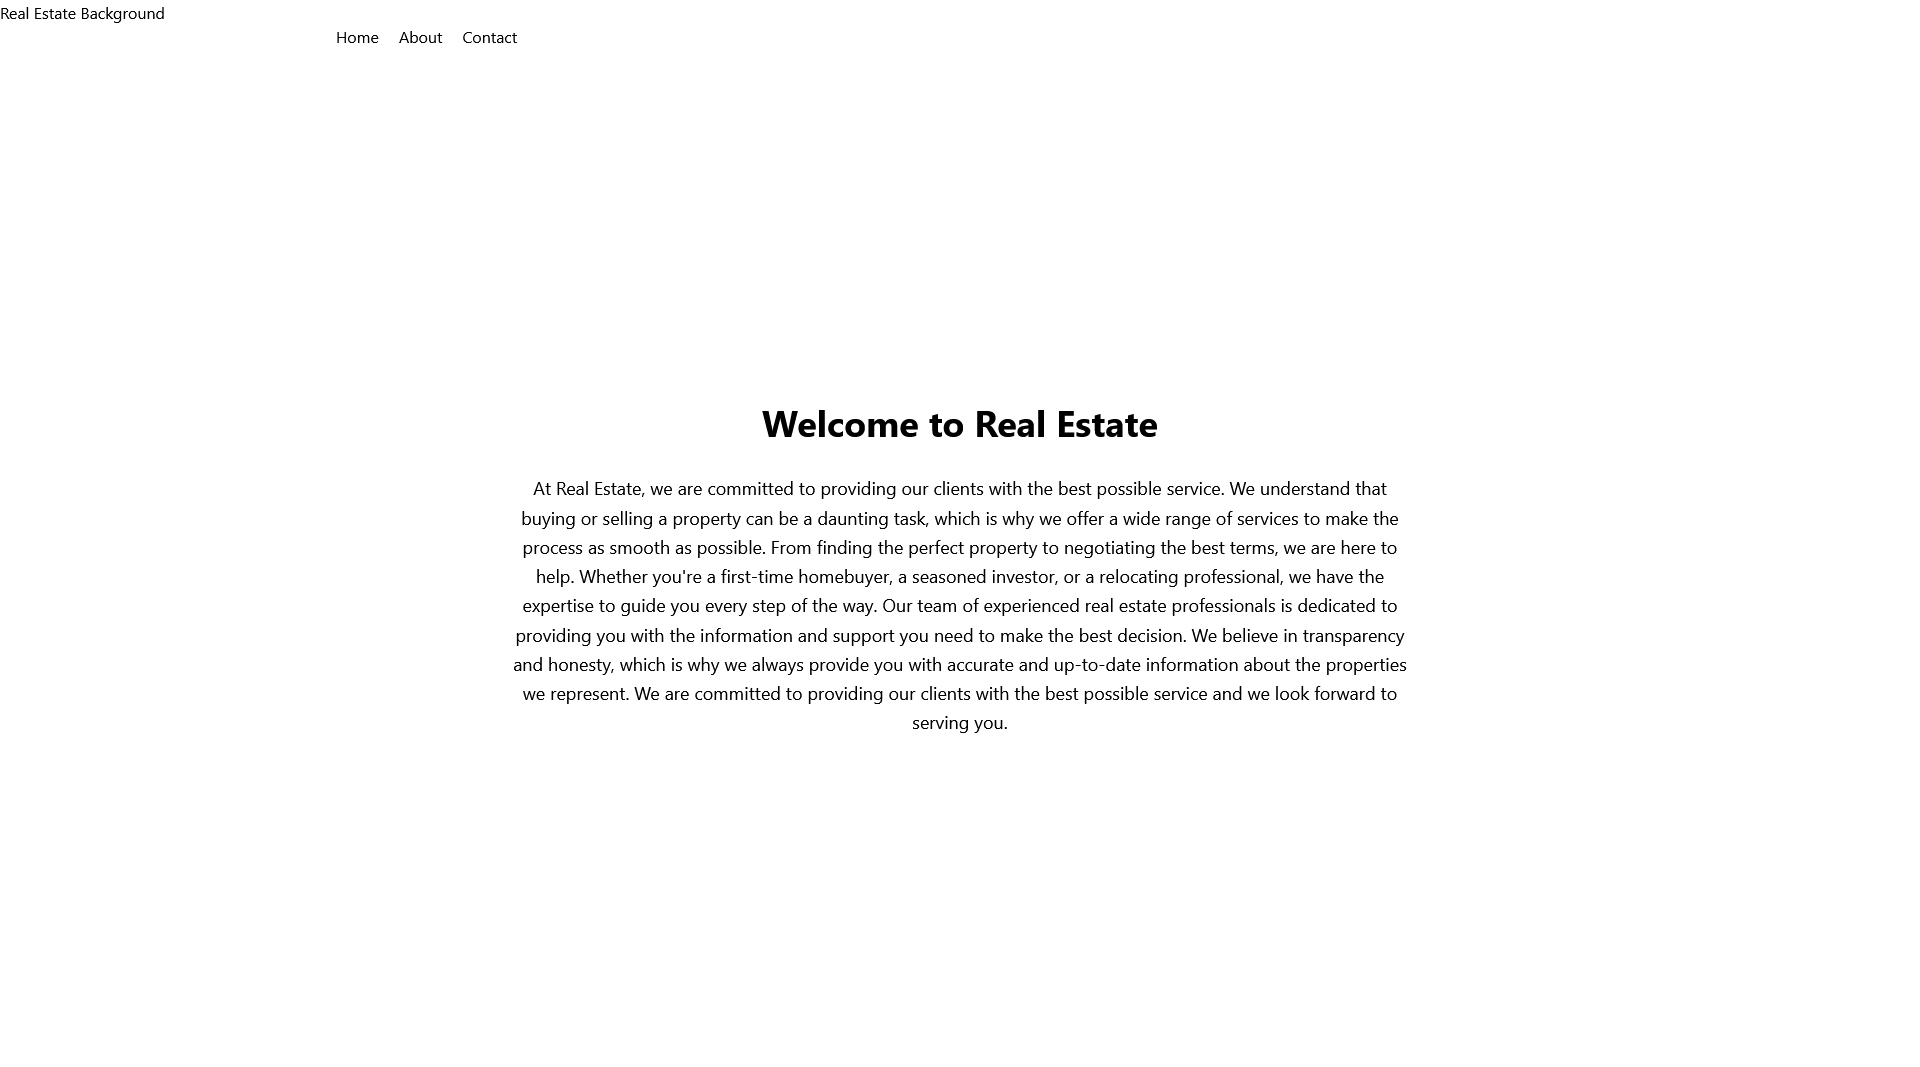 Real Estate Background
Home About Contact
Welcome to Real Estate
At Real Estate, we are committed to providing our clients with the best possible service. We understand that
buying or selling a property can be a daunting task, which is why we offer a wide range of services to make the
process as smooth as possible. From finding the perfect property to negotiating the best terms, we are here to
help. Whether you're a first-time homebuyer, a seasoned investor, or a relocating professional, we have the
expertise to guide you every step of the way. Our team of experienced real estate professionals is dedicated to
providing you with the information and support you need to make the best decision. We believe in transparency
and honesty, which is why we always provide you with accurate and up-to-date information about the properties
we represent. We are committed to providing our clients with the best possible service and we look forward to
serving you.